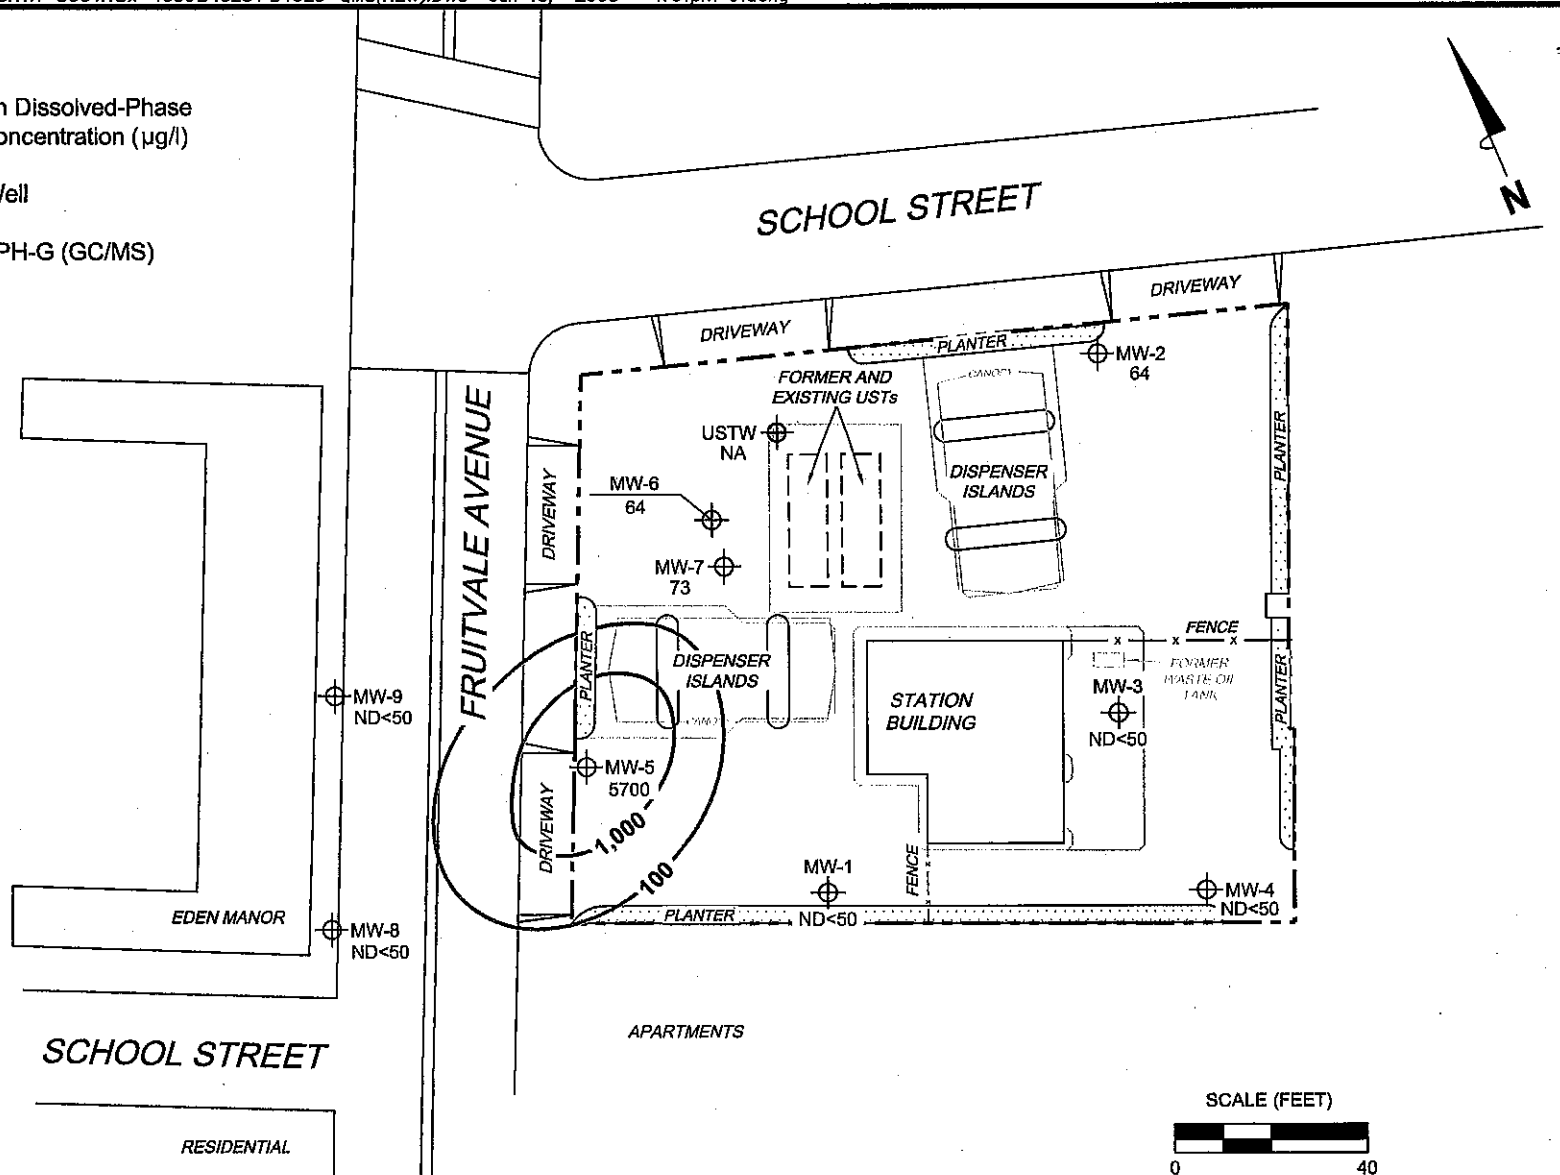 n Dissolved-Phase
oncentration (µg/l)
Vell
PH-G (GC/MS)
N
SCHOOL STREET
DRIVEWAY
DRIVEWAY
PLANTER
MW-2
64
FORMER AND
EXISTING USTs
CANOPY
USTW
NA
DISPENSER
ISLANDS
PLANTER
FRUITVALE AVENUE
DRIVEWAY
MW-6
64
MW-7
73
FENCE
x x x
PLANTER
DISPENSER
ISLANDS
FORMER
WASTE OIL
TANK
PLANTER
MW-3
ND<50
STATION
BUILDING
MW-9
ND<50
MW-5
5700
DRIVEWAY
1,000
100
MW-1
ND<50
FENCE
MW-4
ND<50
PLANTER
EDEN MANOR
MW-8
ND<50
SCHOOL STREET
APARTMENTS
RESIDENTIAL
SCALE (FEET)
0 40